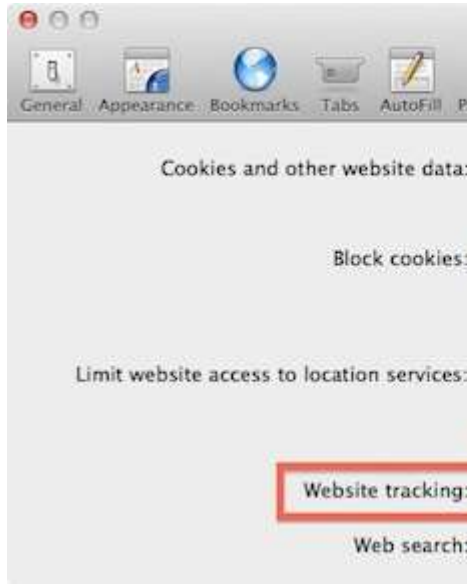 General Appearance Bookmarks Tabs AutoFill P
Cookies and other website data:
Block cookies:
Limit website access to location services:
Website tracking:
Web search: